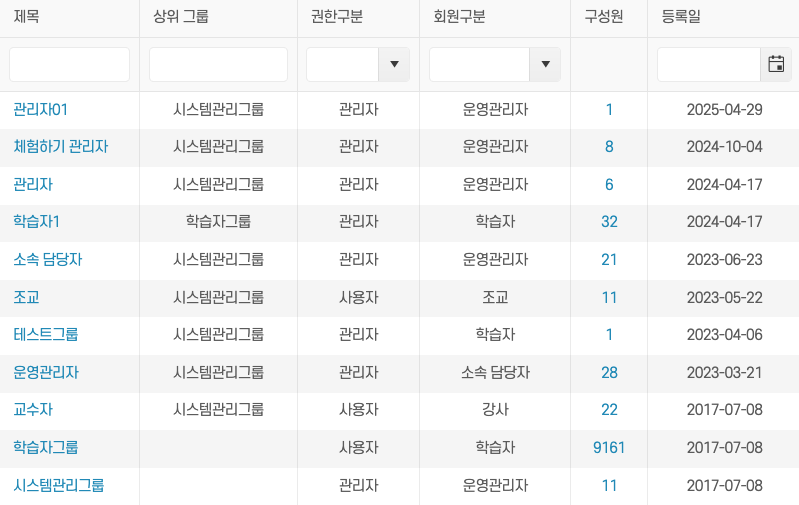 제목 상위 그룹 권한구분 회원구분 구성원 등록일
관리자01 시스템관리그룹 관리자 운영관리자 1 2025-04-29
체험하기 관리자 시스템관리그룹 관리자 운영관리자 8 2024-10-04
관리자 시스템관리그룹 관리자 운영관리자 6 2024-04-17
학습자1 학습자그룹 관리자 학습자 32 2024-04-17
소속 담당자 시스템관리그룹 관리자 운영관리자 21 2023-06-23
조교 시스템관리그룹 사용자 조교 11 2023-05-22
테스트그룹 시스템관리그룹 관리자 학습자 1 2023-04-06
운영관리자 시스템관리그룹 관리자 소속 담당자 28 2023-03-21
교수자 시스템관리그룹 사용자 강사 22 2017-07-08
학습자그룹 사용자 학습자 9161 2017-07-08
시스템관리그룹 관리자 운영관리자 11 2017-07-08